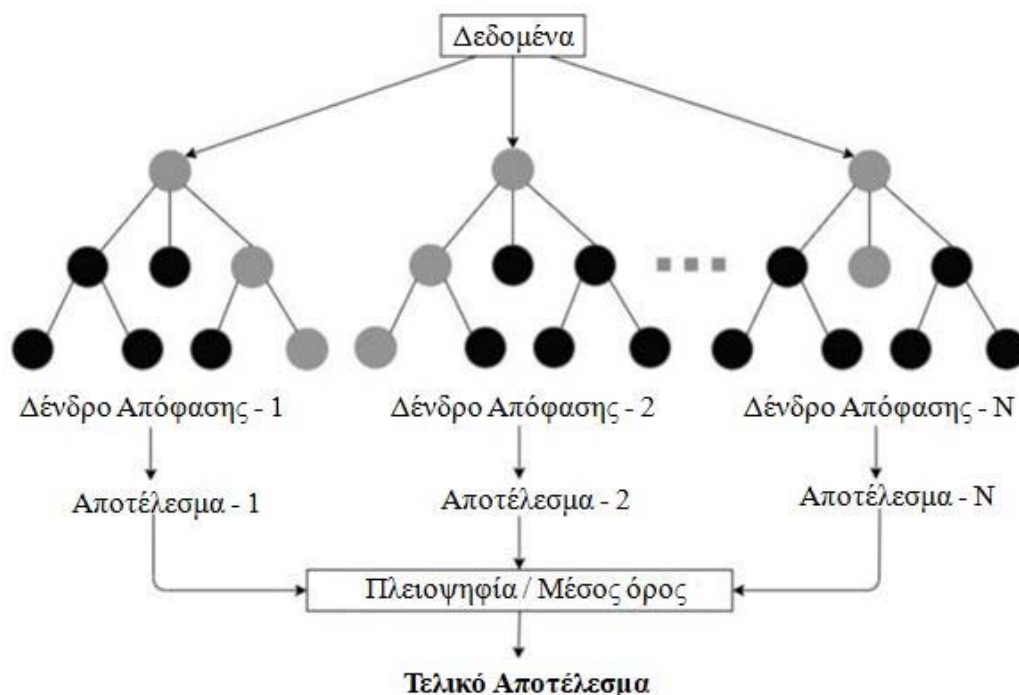 Δεδομένα
Δένδρο Απόφασης - 1
Δένδρο Απόφασης - 2
Δένδρο Απόφασης - N
Αποτέλεσμα - 1
Αποτέλεσμα - 2
Αποτέλεσμα - N
Πλειοψηφία / Μέσος όρος
Τελικό Αποτέλεσμα